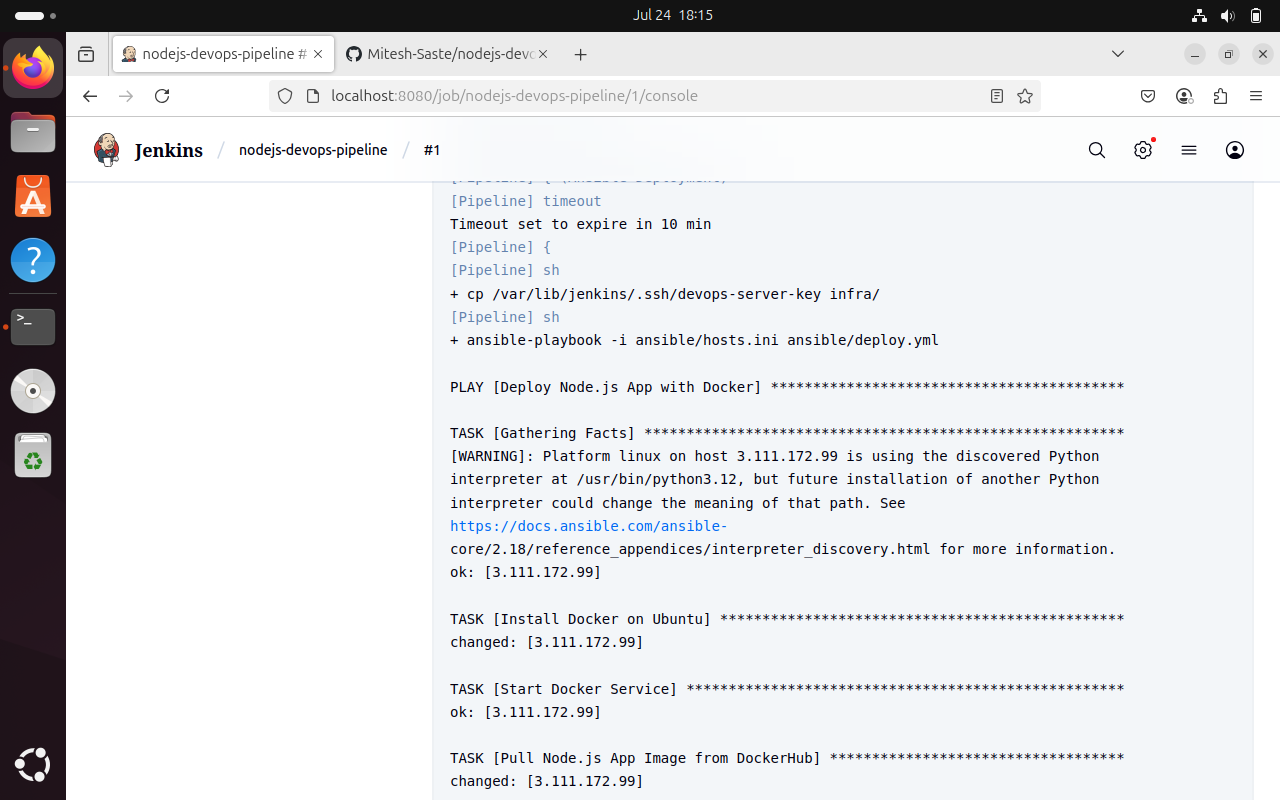 Jul 24 18:15
nodejs-devops-pipeline #
Mitesh-Saste/nodejs-devo
localhost:8080/job/nodejs-devops-pipeline/1/console
Jenkins / nodejs-devops-pipeline / #1
[Pipeline] { (Ansible Deployment)
[Pipeline] timeout
Timeout set to expire in 10 min
[Pipeline] {
[Pipeline] sh
+ cp /var/lib/jenkins/.ssh/devops-server-key infra/
[Pipeline] sh
+ ansible-playbook -i ansible/hosts.ini ansible/deploy.yml
PLAY [Deploy Node.js App with Docker] ******************************************
TASK [Gathering Facts] *********************************************************
[WARNING]: Platform linux on host 3.111.172.99 is using the discovered Python
interpreter at /usr/bin/python3.12, but future installation of another Python
interpreter could change the meaning of that path. See
https://docs.ansible.com/ansible-
core/2.18/reference_appendices/interpreter_discovery.html for more information.
ok: [3.111.172.99]
TASK [Install Docker on Ubuntu] ************************************************
changed: [3.111.172.99]
TASK [Start Docker Service] ****************************************************
ok: [3.111.172.99]
TASK [Pull Node.js App Image from DockerHub] ***********************************
changed: [3.111.172.99]